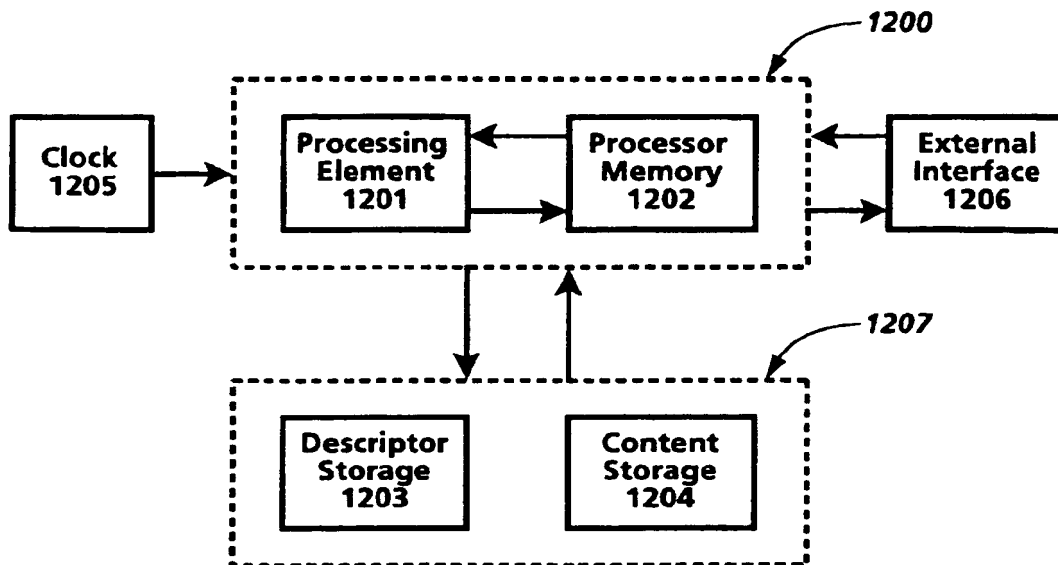 1200
Clock
1205
Processing
Element
1201
Processor
Memory
1202
External
Interface
1206
1207
Descriptor
Storage
1203
Content
Storage
1204